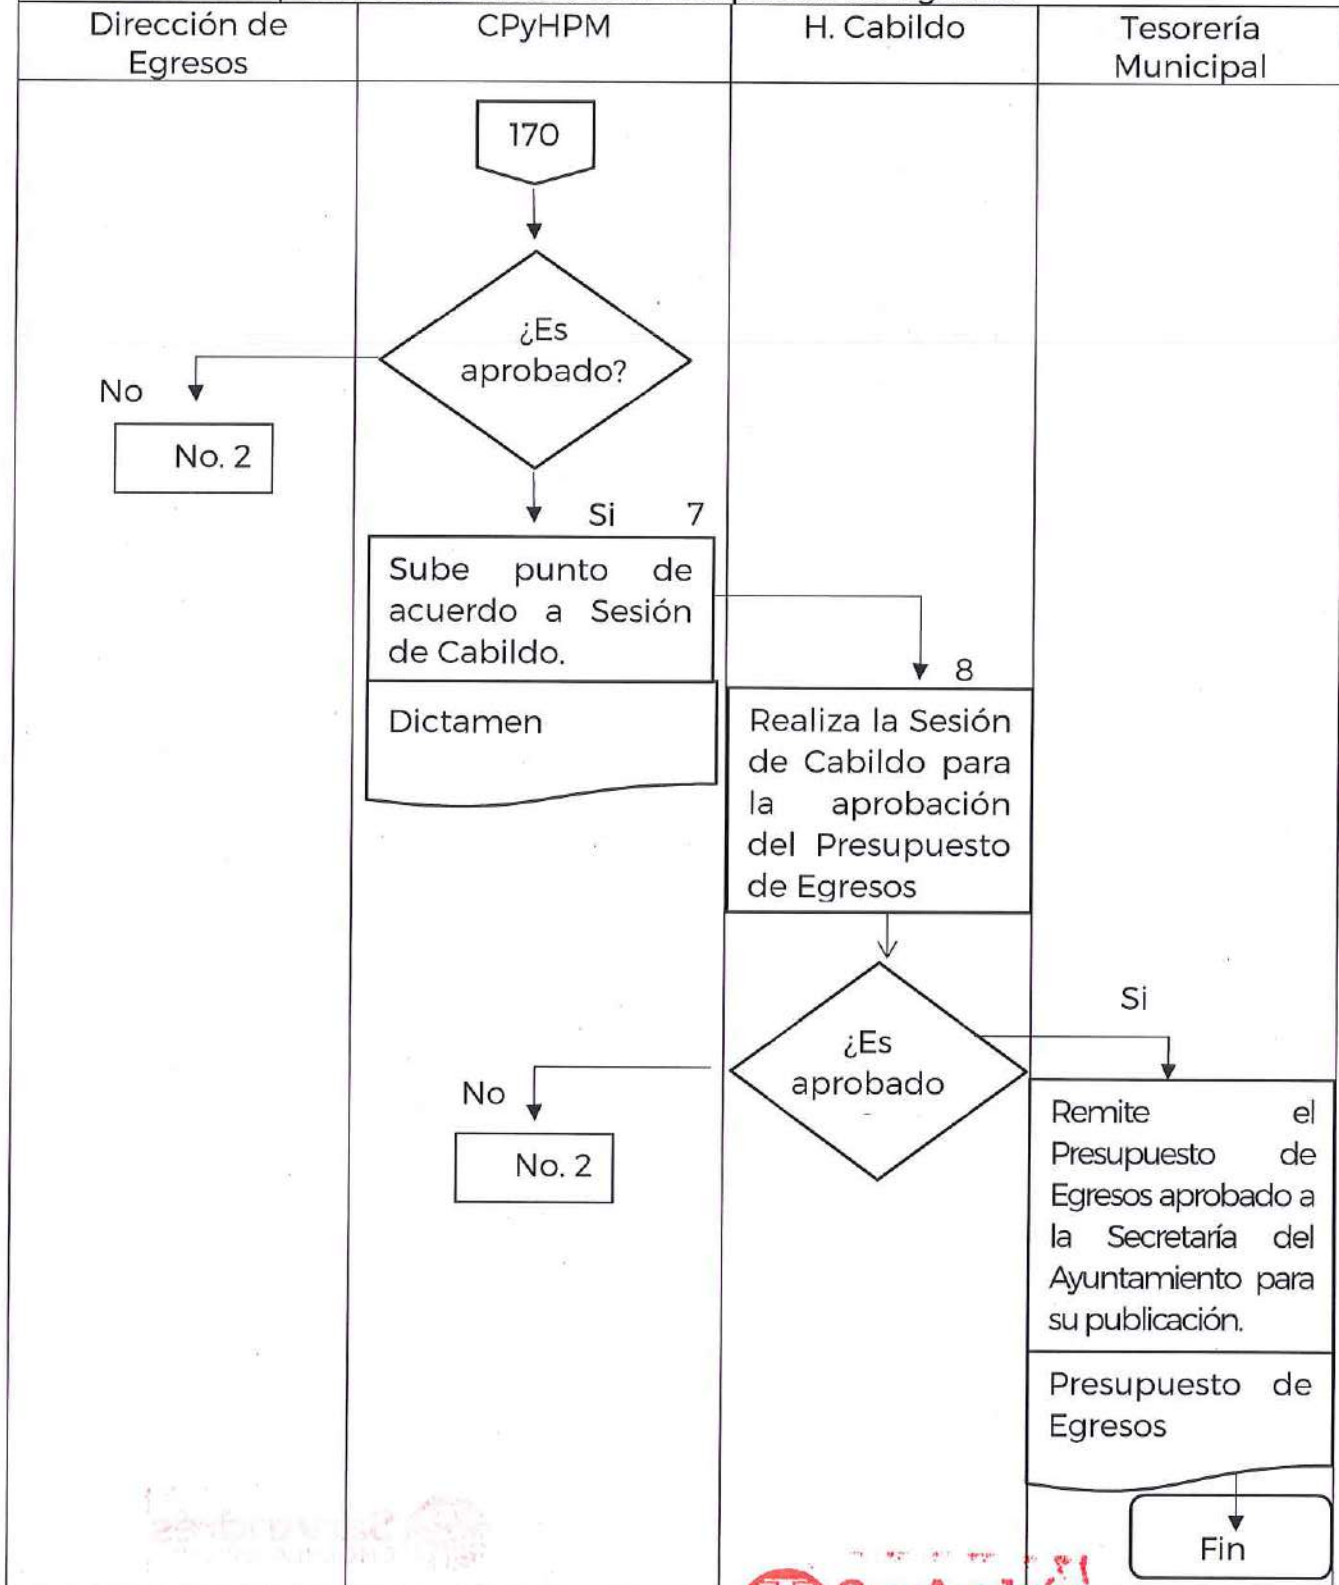 Dirección de
Egresos
CPyHPM
H. Cabildo
Tesorería
Municipal
170
¿Es
aprobado?
No
No. 2
Si 7
Sube punto de
acuerdo a Sesión
de Cabildo.
Dictamen
8
Realiza la Sesión
de Cabildo para
la aprobación
del Presupuesto
de Egresos
¿Es
aprobado
No
No. 2
Si
Remite el
Presupuesto de
Egresos aprobado a
la Secretaría del
Ayuntamiento para
su publicación.
Presupuesto de
Egresos
Fin